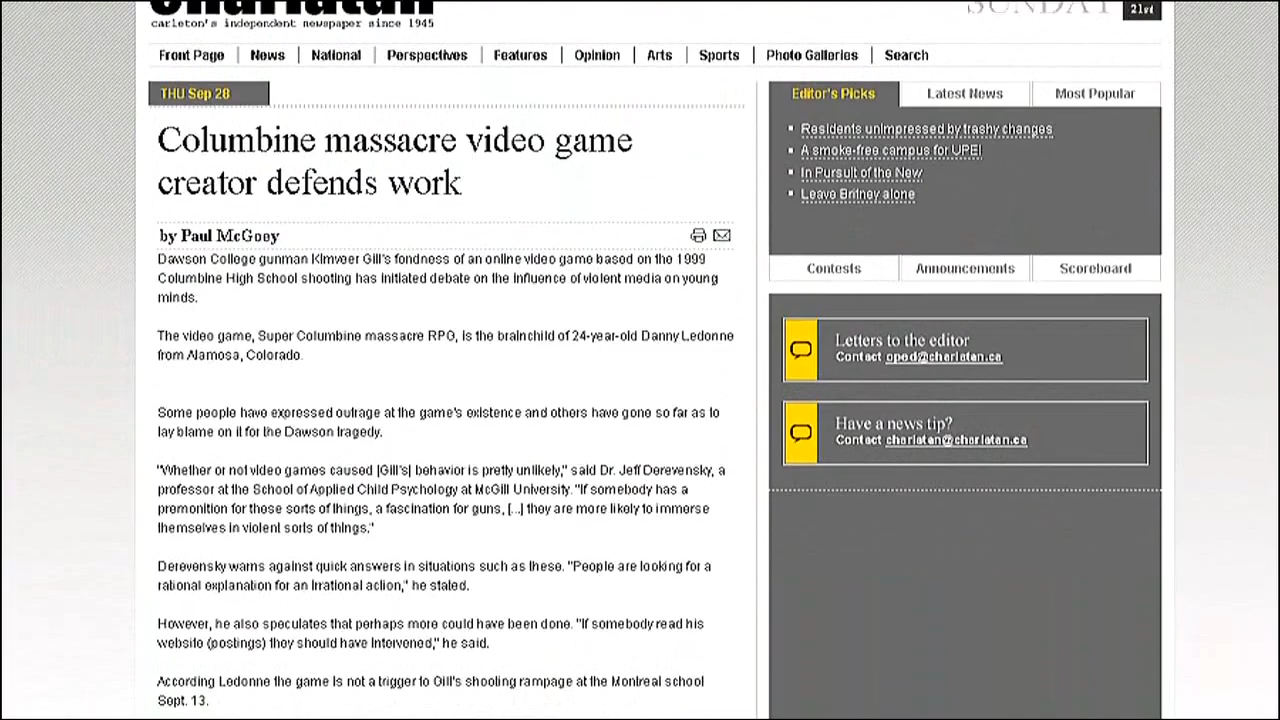 Charlatan
carleton's independent newspaper since 1945
SUNDAY
21st
Front Page
News
National
Perspectives
Features
Opinion
Arts
Sports
Photo Galleries
Search
THU Sep 28
Columbine massacre video game
creator defends work
by Paul McGoey
Dawson College gunman Kimveer Gill's fondness of an online video game based on the 1999
Columbine High School shooting has initiated debate on the influence of violent media on young
minds.
The video game, Super Columbine massacre RPG, is the brainchild of 24-year-old Danny Ledonne
from Alamosa, Colorado.
Some people have expressed outrage at the game's existence and others have gone so far as to
lay blame on it for the Dawson tragedy.
"Whether or not video games caused [Gill's] behavior is pretty unlikely," said Dr. Jeff Derevensky, a
professor at the School of Applied Child Psychology at McGill University. "If somebody has a
premonition for these sorts of things, a fascination for guns, [...] they are more likely to immerse
themselves in violent sorts of things."
Derevensky warns against quick answers in situations such as these. "People are looking for a
rational explanation for an irrational action," he stated.
However, he also speculates that perhaps more could have been done. "If somebody read his
website (postings) they should have intervened," he said.
According Ledonne the game is not a trigger to Gill's shooting rampage at the Montreal school
Sept. 13.
Editor's Picks
Latest News
Most Popular
Residents unimpressed by trashy changes
A smoke-free campus for UPEI
In Pursuit of the New
Leave Britney alone
Contests
Announcements
Scoreboard
Letters to the editor
Contact oped@charlatan.ca
Have a news tip?
Contact charlatan@charlatan.ca